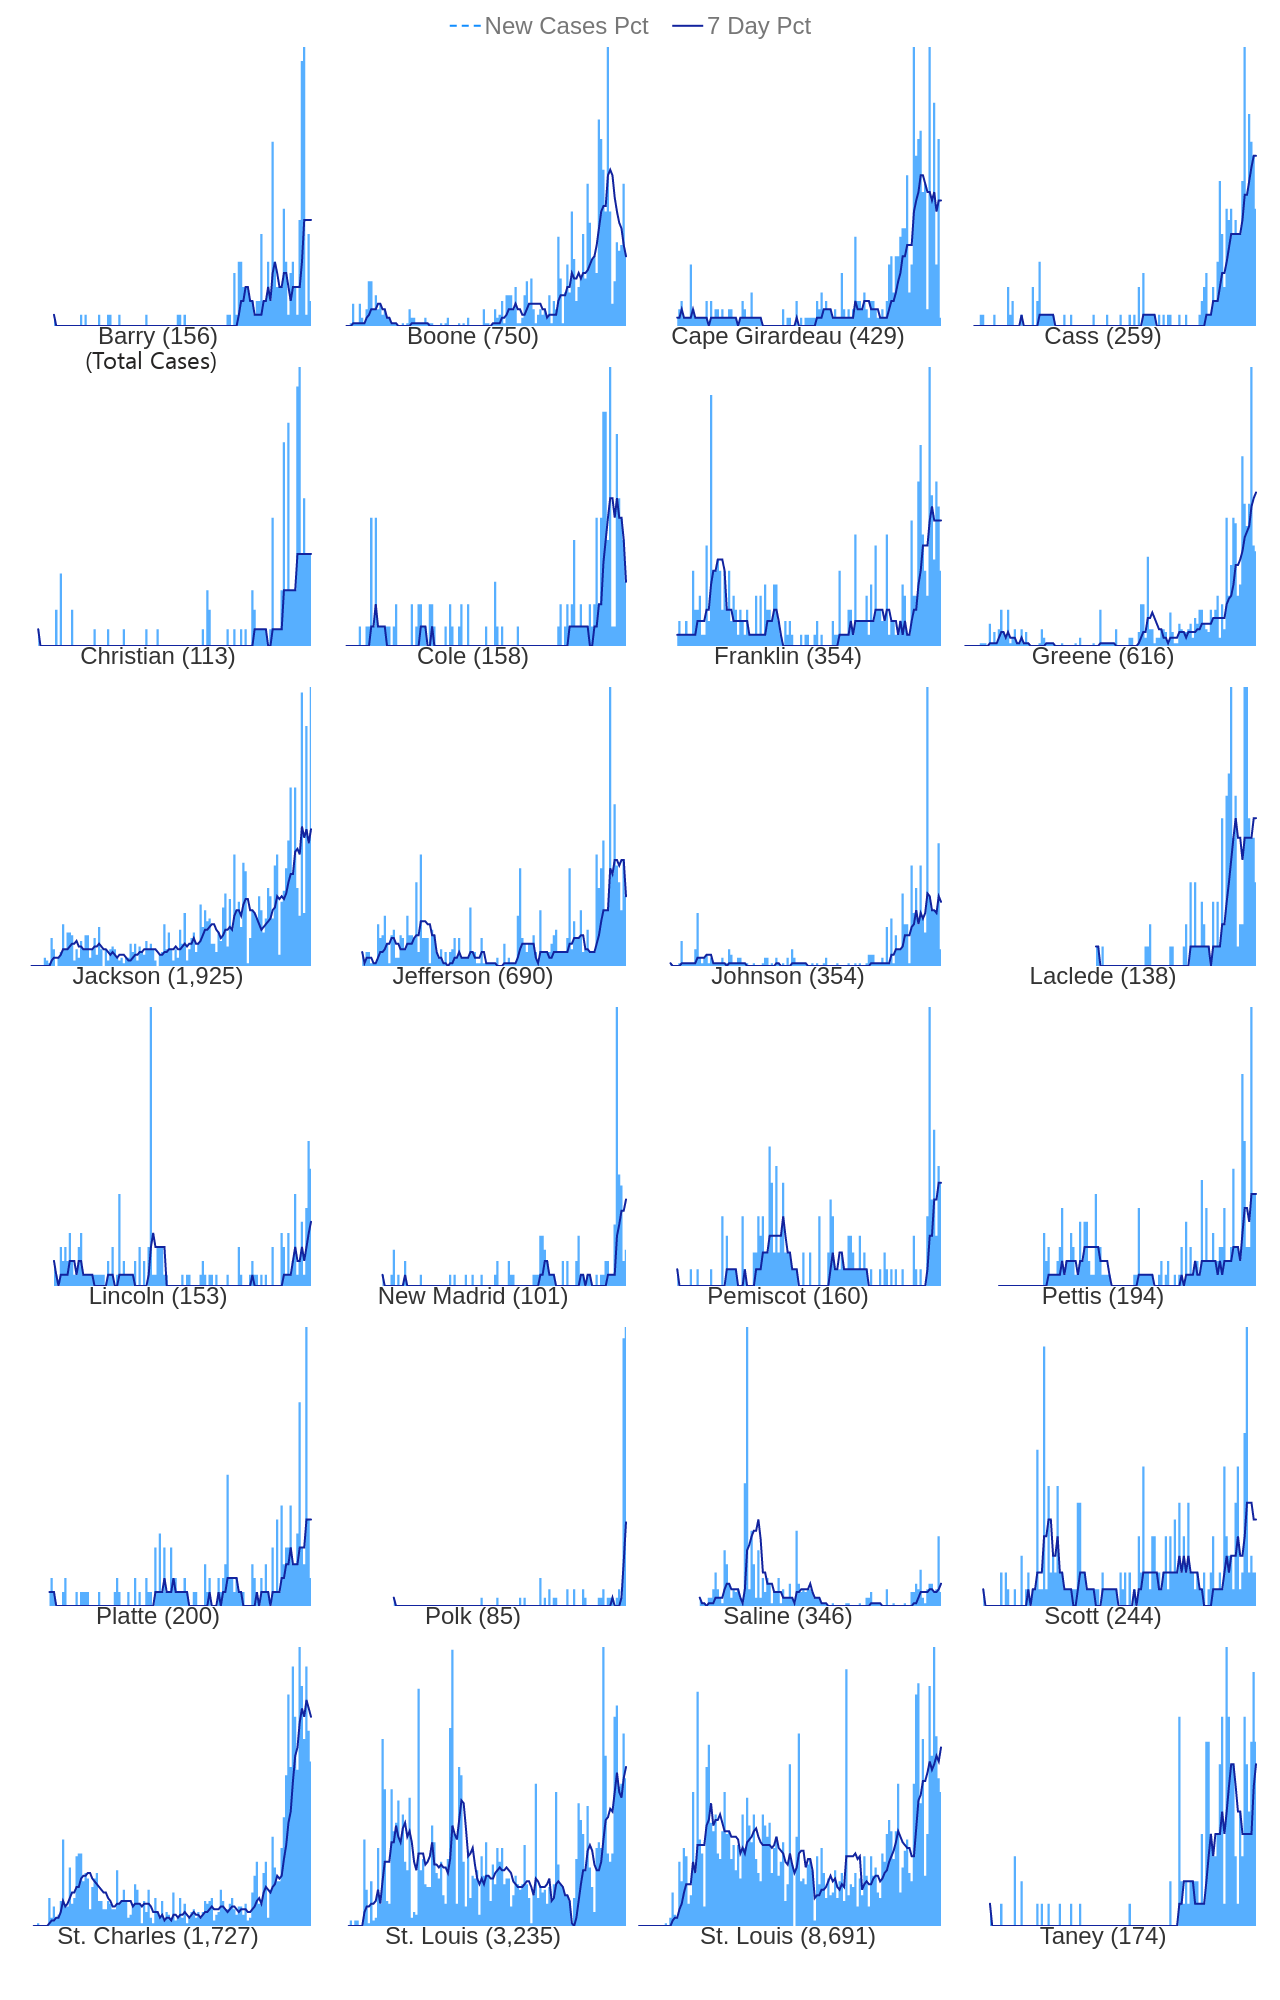 New Cases Pct 7 Day Pct
Barry (156) Boone (750) Cape Girardeau (429) Cass (259)
(Total Cases)
Christian (113) Cole (158) Franklin (354) Greene (616)
Jackson (1,925) Jefferson (690) Johnson (354) Laclede (138)
Lincoln (153) New Madrid (101) Pemiscot (160) Pettis (194)
Platte (200) Polk (85) Saline (346) Scott (244)
St. Charles (1,727) St. Louis (3,235) St. Louis (8,691) Taney (174)